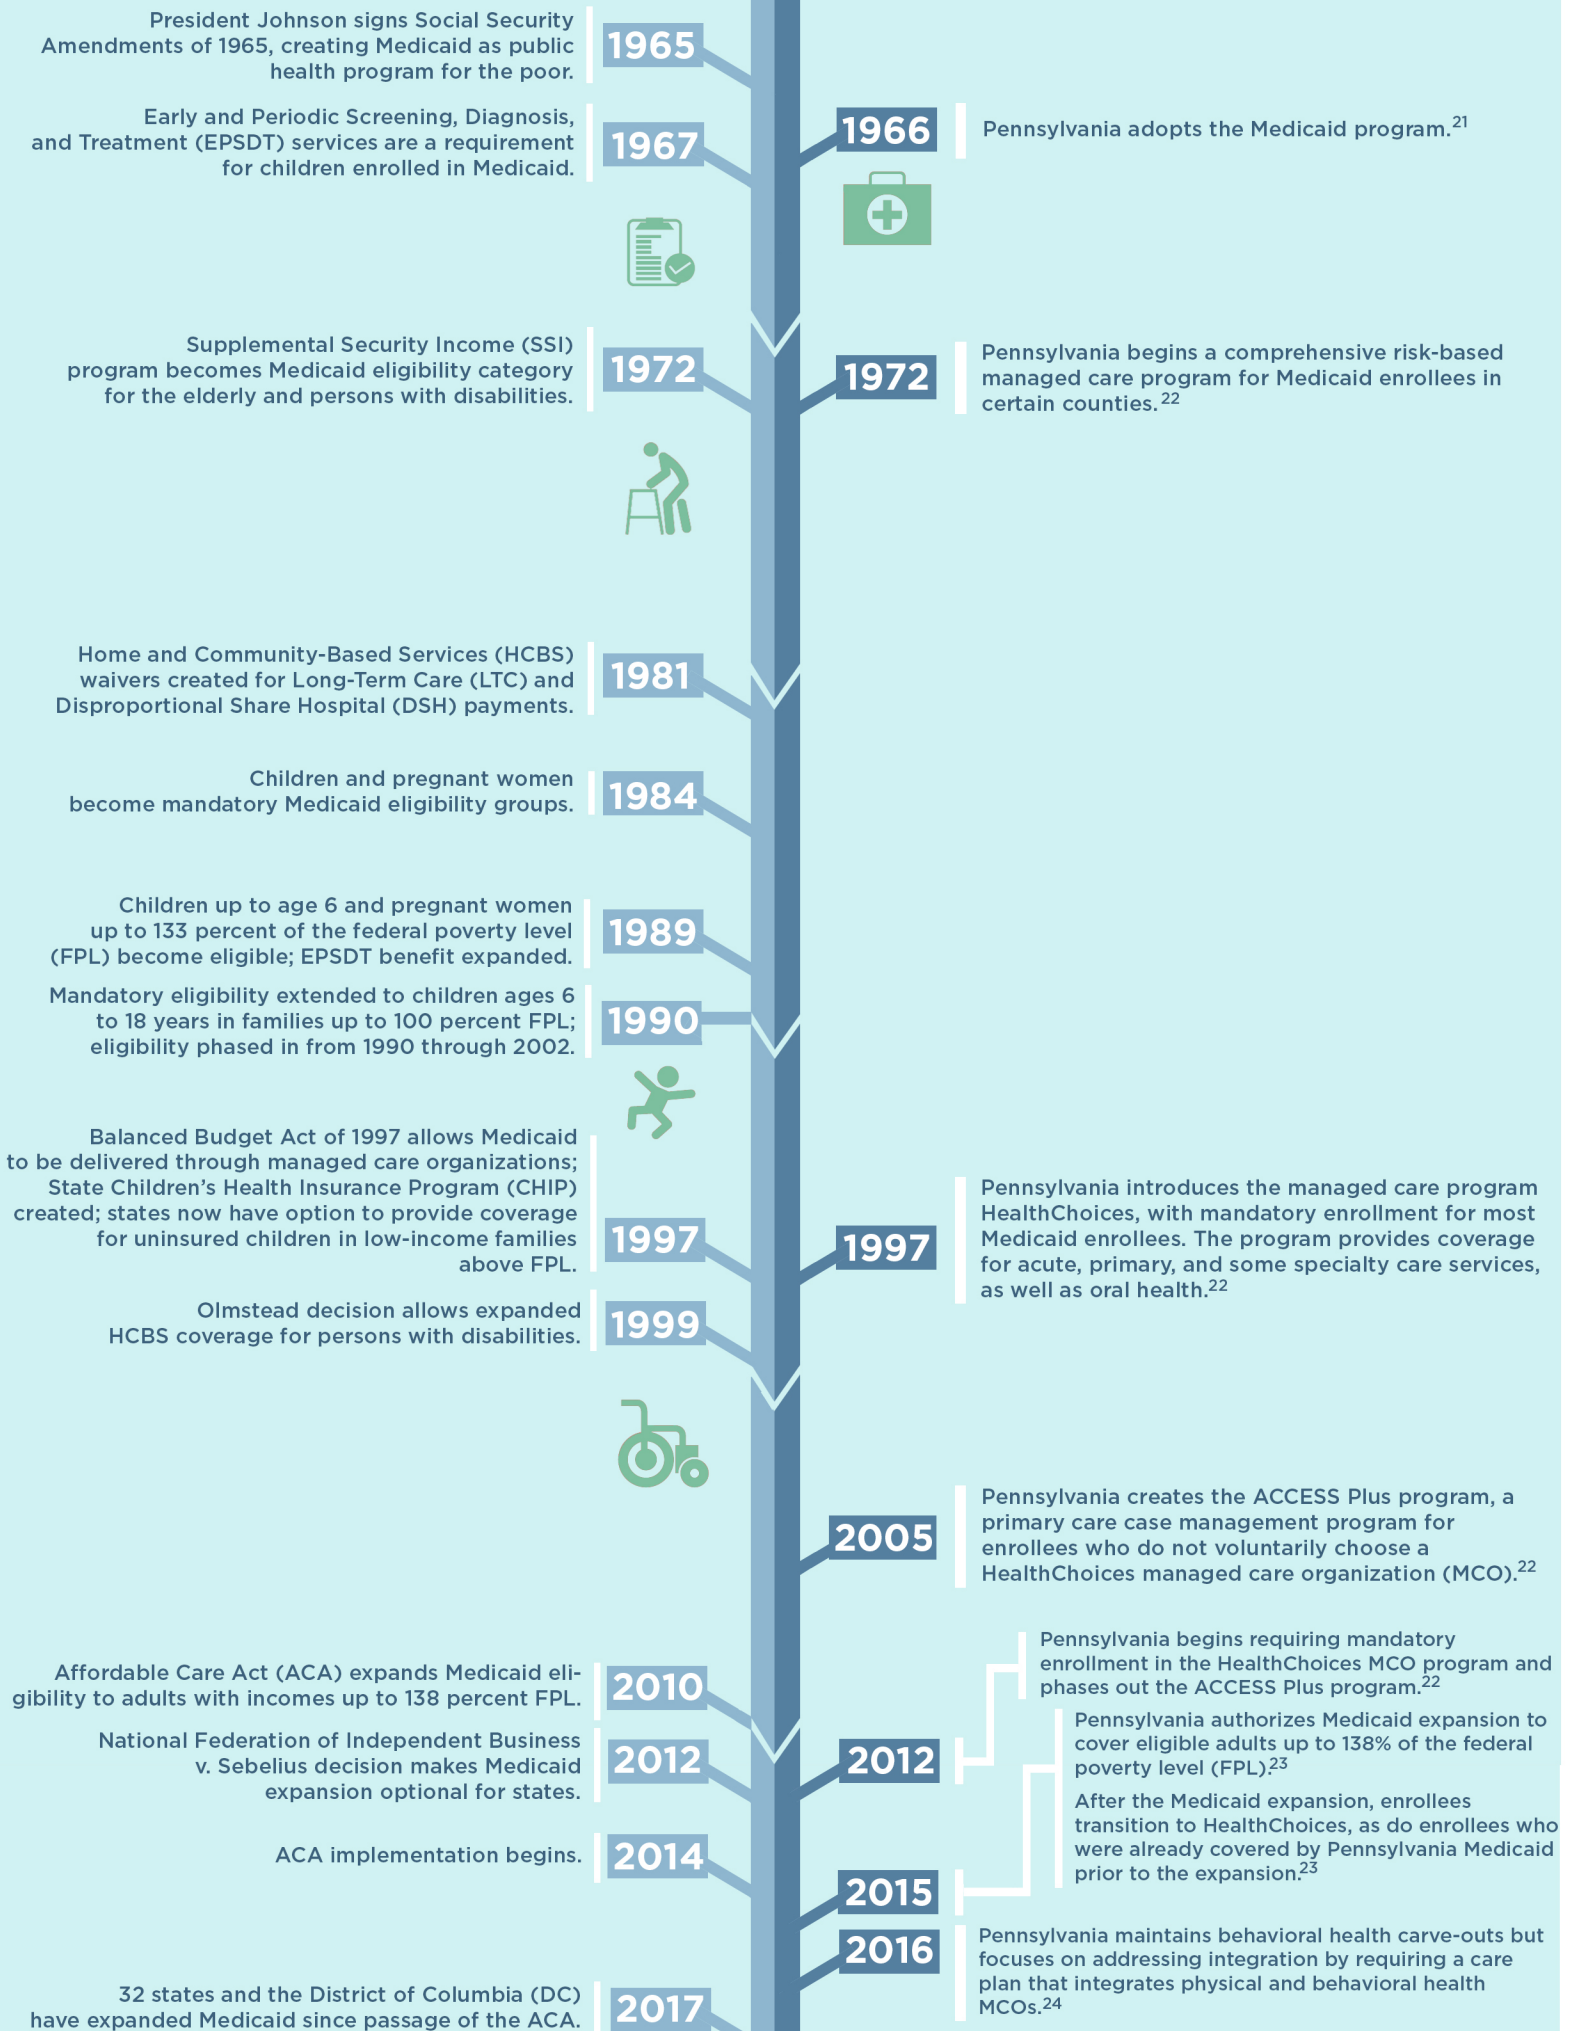 President Johnson signs Social Security
Amendments of 1965, creating Medicaid as public
health program for the poor.
1965
1966
Pennsylvania adopts the Medicaid program.21
Early and Periodic Screening, Diagnosis,
and Treatment (EPSDT) services are a requirement
for children enrolled in Medicaid.
1967
Supplemental Security Income (SSI)
program becomes Medicaid eligibility category
for the elderly and persons with disabilities.
1972
1972
Pennsylvania begins a comprehensive risk-based
managed care program for Medicaid enrollees in
certain counties.22
Home and Community-Based Services (HCBS)
waivers created for Long-Term Care (LTC) and
Disproportional Share Hospital (DSH) payments.
1981
Children and pregnant women
become mandatory Medicaid eligibility groups.
1984
Children up to age 6 and pregnant women
up to 133 percent of the federal poverty level
(FPL) become eligible; EPSDT benefit expanded.
1989
Mandatory eligibility extended to children ages 6
to 18 years in families up to 100 percent FPL;
eligibility phased in from 1990 through 2002.
1990
Balanced Budget Act of 1997 allows Medicaid
to be delivered through managed care organizations;
State Children’s Health Insurance Program (CHIP)
created; states now have option to provide coverage
for uninsured children in low-income families
above FPL.
1997
1997
Pennsylvania introduces the managed care program
HealthChoices, with mandatory enrollment for most
Medicaid enrollees. The program provides coverage
for acute, primary, and some specialty care services,
as well as oral health.22
Olmstead decision allows expanded
HCBS coverage for persons with disabilities.
1999
2005
Pennsylvania creates the ACCESS Plus program, a
primary care case management program for
enrollees who do not voluntarily choose a
HealthChoices managed care organization (MCO).22
Affordable Care Act (ACA) expands Medicaid eli-
gibility to adults with incomes up to 138 percent FPL.
2010
National Federation of Independent Business
v. Sebelius decision makes Medicaid
expansion optional for states.
2012
2012
Pennsylvania begins requiring mandatory
enrollment in the HealthChoices MCO program and
phases out the ACCESS Plus program.22
ACA implementation begins.
2014
2015
Pennsylvania authorizes Medicaid expansion to
cover eligible adults up to 138% of the federal
poverty level (FPL).23
After the Medicaid expansion, enrollees
transition to HealthChoices, as do enrollees who
were already covered by Pennsylvania Medicaid
prior to the expansion.23
2016
Pennsylvania maintains behavioral health carve-outs but
focuses on addressing integration by requiring a care
plan that integrates physical and behavioral health
MCOs.24
32 states and the District of Columbia (DC)
have expanded Medicaid since passage of the ACA.
2017